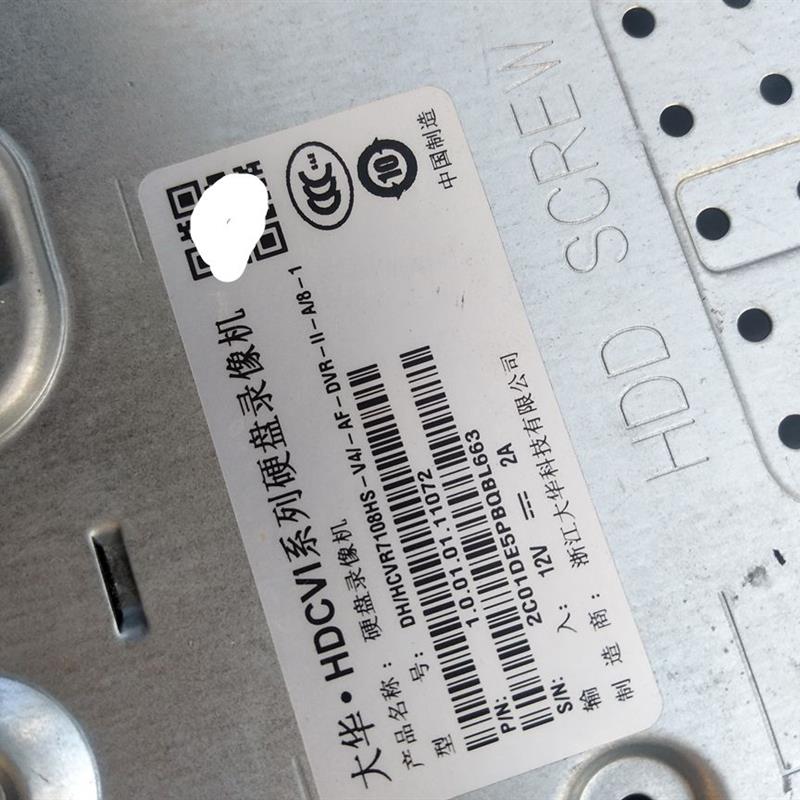 大华·HDCVI系列硬盘录像机
产品名称：硬盘录像机
型号：DH/HCVR7108HS-V4/-AF-DVR-II-A/8-1
P/N: 1.0.01.01.11072
S/N: 2C01DE5PBQBL663
输入：12V ⎓ 2A
制造商：浙江大华科技有限公司
CCC
10
中国制造
HDD SCREW